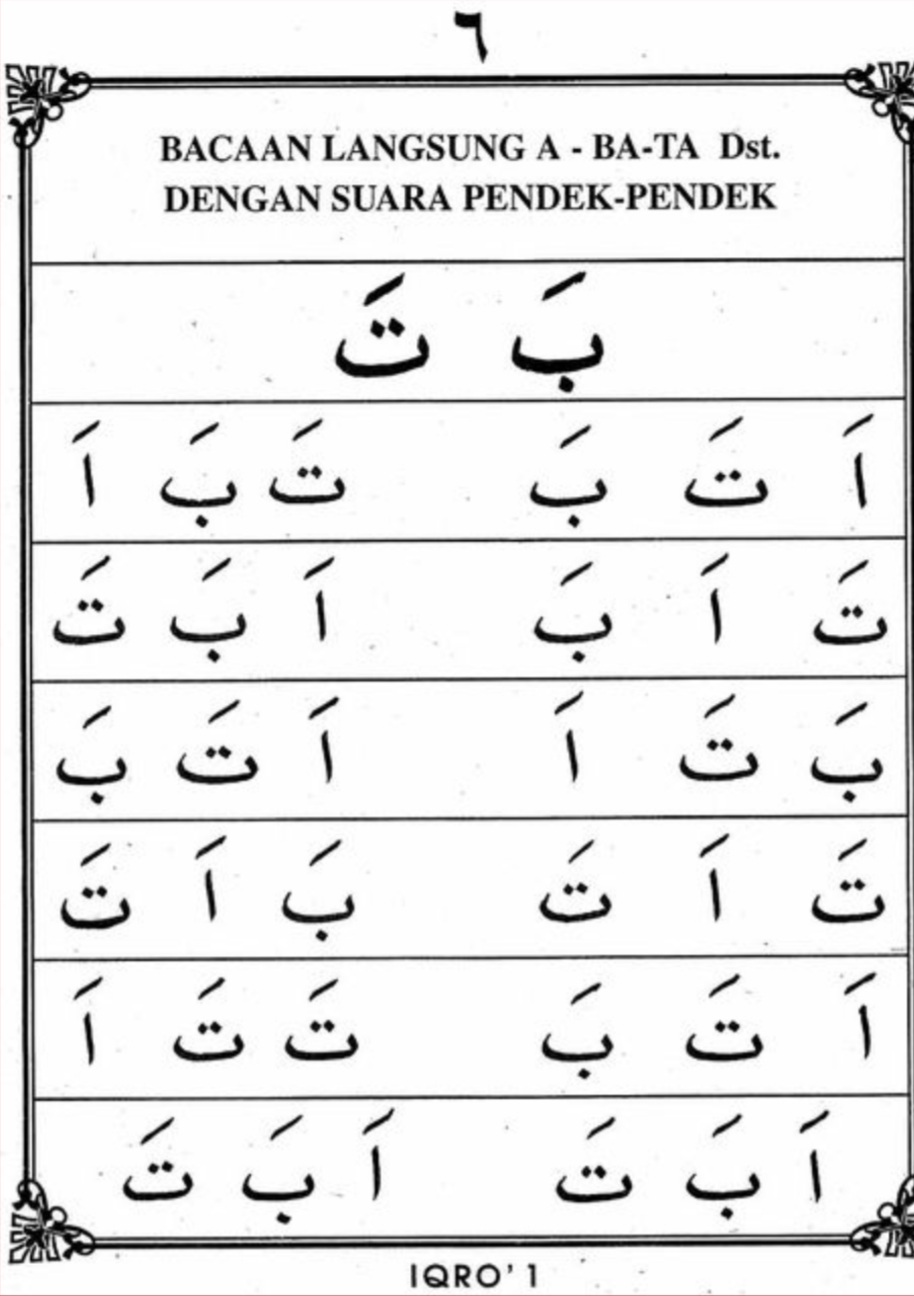 ٦
BACAAN LANGSUNG A - BA-TA Dst.
DENGAN SUARA PENDEK-PENDEK
بَ تَ
اَ تَ بَ تَ بَ اَ
تَ اَ بَ اَ بَ تَ
بَ تَ اَ اَ تَ بَ
تَ اَ تَ بَ اَ تَ
اَ تَ بَ تَ تَ اَ
اَ بَ تَ اَ بَ تَ
IQRO' 1